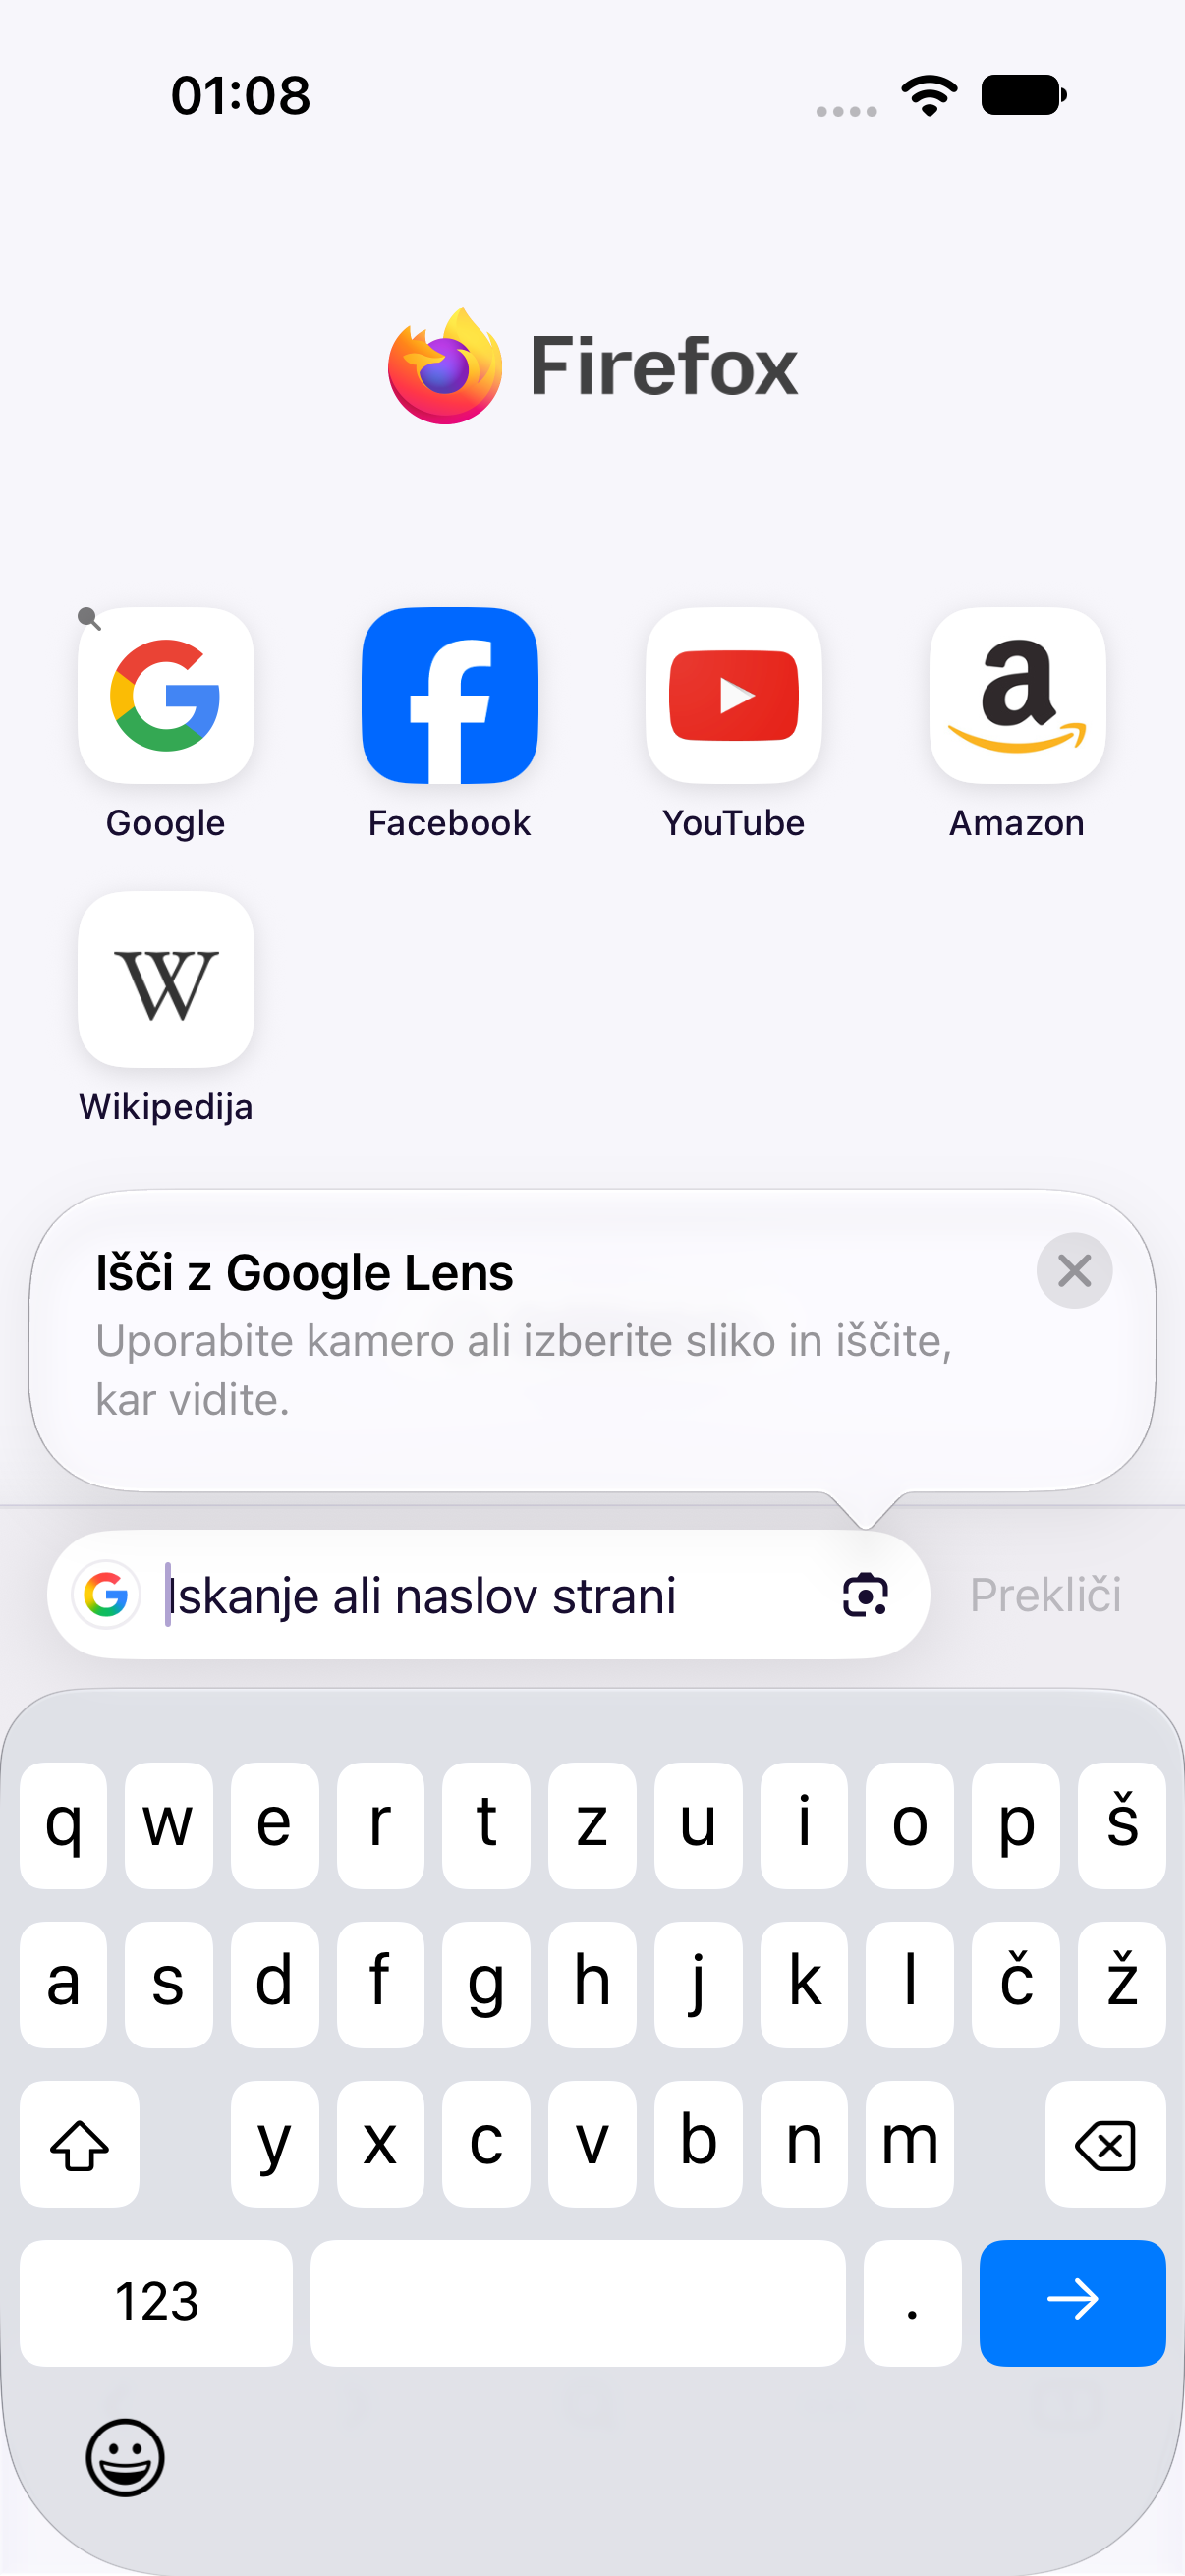 01:08
Firefox
Google
Facebook
YouTube
Amazon
W
Wikipedija
Išči z Google Lens
Uporabite kamero ali izberite sliko in iščite,
kar vidite.
Iskanje ali naslov strani
Prekliči
q w e r t z u i o p š
a s d f g h j k l č ž
y x c v b n m
123 .